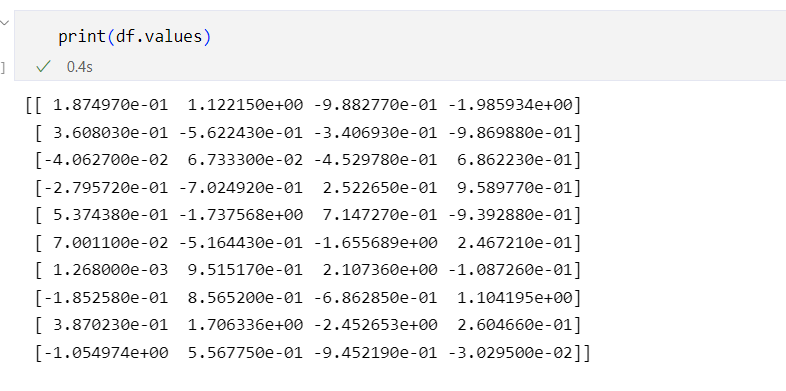 print(df.values)
] ✓ 0.4s
[[ 1.874970e-01  1.122150e+00 -9.882770e-01 -1.985934e+00]
 [ 3.608030e-01 -5.622430e-01 -3.406930e-01 -9.869880e-01]
 [-4.062700e-02  6.733300e-02 -4.529780e-01  6.862230e-01]
 [-2.795720e-01 -7.024920e-01  2.522650e-01  9.589770e-01]
 [ 5.374380e-01 -1.737568e+00  7.147270e-01 -9.392880e-01]
 [ 7.001100e-02 -5.164430e-01 -1.655689e+00  2.467210e-01]
 [ 1.268000e-03  9.515170e-01  2.107360e+00 -1.087260e-01]
 [-1.852580e-01  8.565200e-01 -6.862850e-01  1.104195e+00]
 [ 3.870230e-01  1.706336e+00 -2.452653e+00  2.604660e-01]
 [-1.054974e+00  5.567750e-01 -9.452190e-01 -3.029500e-02]]